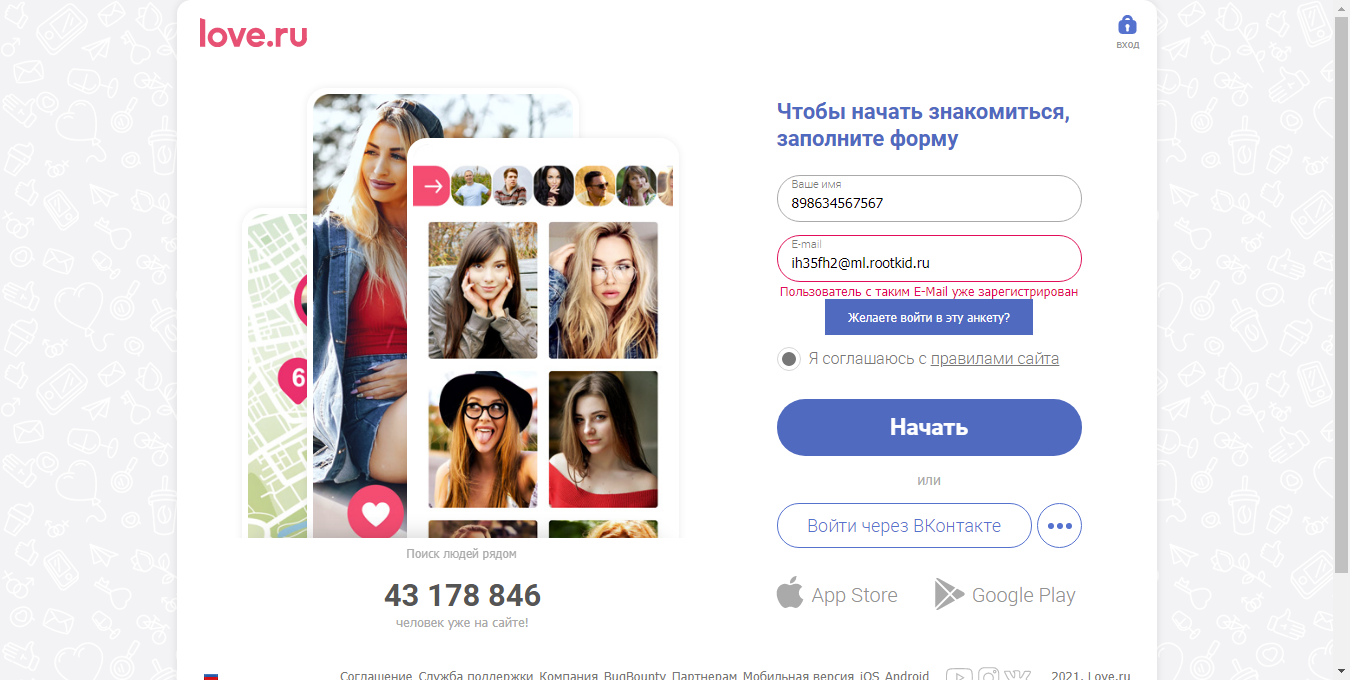 love.ru
вход
Чтобы начать знакомиться,
заполните форму
Ваше имя
898634567567
E-mail
ih35fh2@ml.rootkid.ru
Пользователь с таким E-Mail уже зарегистрирован
Желаете войти в эту анкету?
Я соглашаюсь с правилами сайта
Начать
или
Войти через ВКонтакте
App Store
Google Play
6
Поиск людей рядом
43 178 846
человек уже на сайте!
Соглашение Служба поддержки Компания BugBounty Партнерам Мобильная версия iOS Android
2021, Love.ru